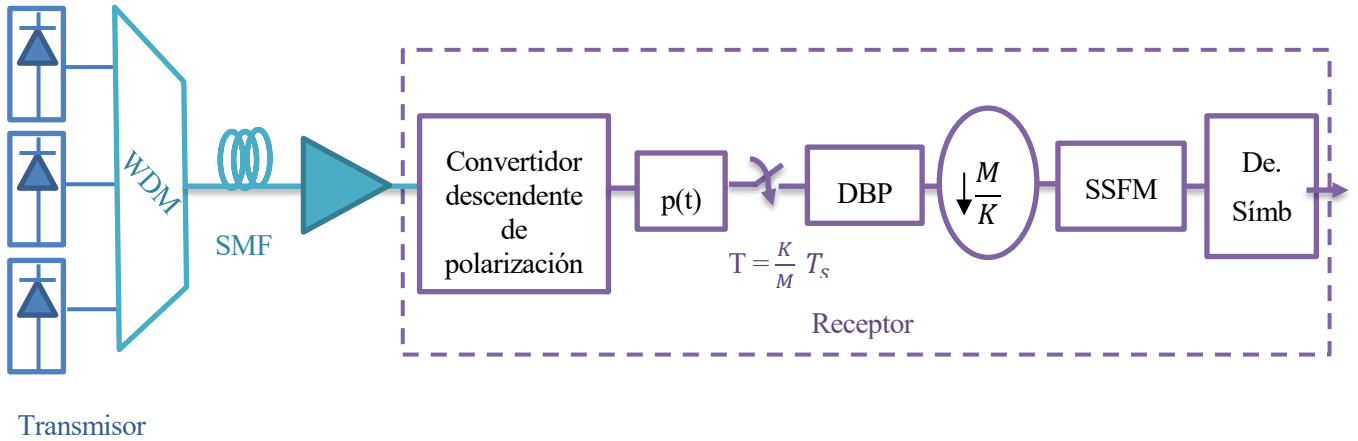 WDM
SMF
Convertidor
descendente
de
polarización
p(t)
T = K/M Tₛ
DBP
↓ M/K
SSFM
De.
Símb
Receptor
Transmisor